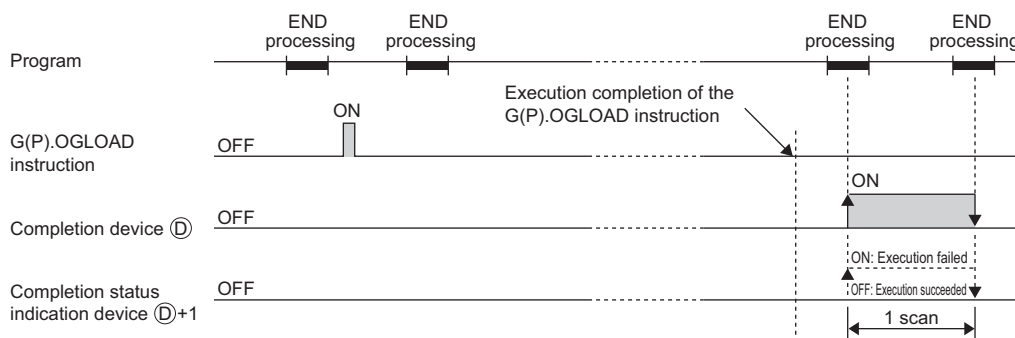 END
processing
END
processing
END
processing
END
processing
Program
Execution completion of the
G(P).OGLOAD instruction
ON
G(P).OGLOAD
instruction
OFF
ON
Completion device Ⓓ
OFF
ON: Execution failed
Completion status
indication device Ⓓ+1
OFF
OFF: Execution succeeded
1 scan